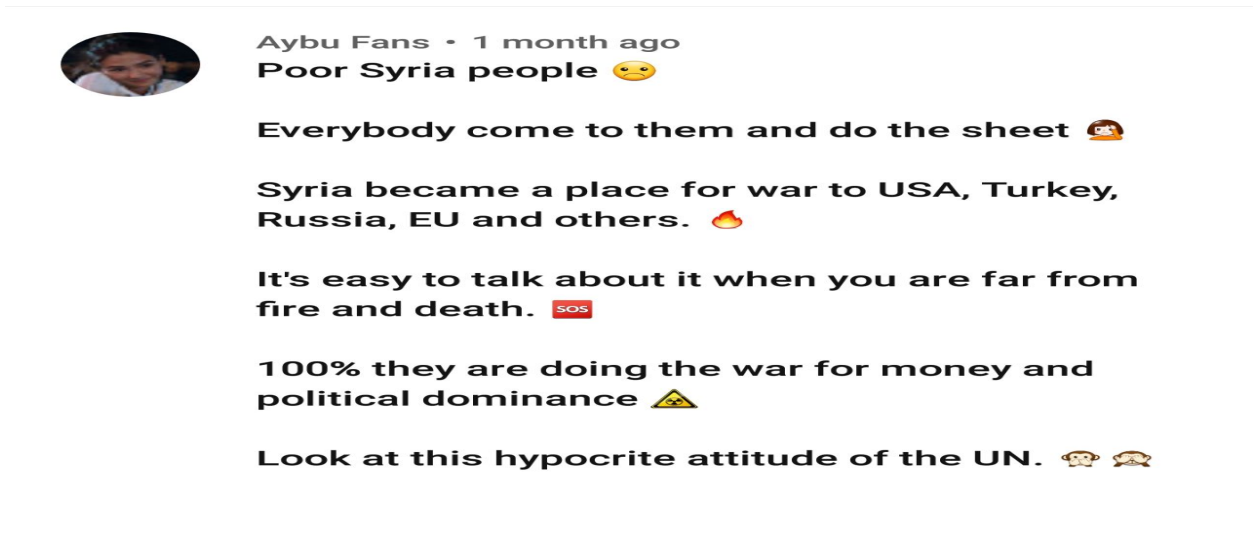 Aybu Fans • 1 month ago
Poor Syria people 🙁
Everybody come to them and do the sheet 🤦
Syria became a place for war to USA, Turkey,
Russia, EU and others. 🔥
It's easy to talk about it when you are far from
fire and death. 🆘
100% they are doing the war for money and
political dominance ☢️
Look at this hypocrite attitude of the UN. 🙊 🙈